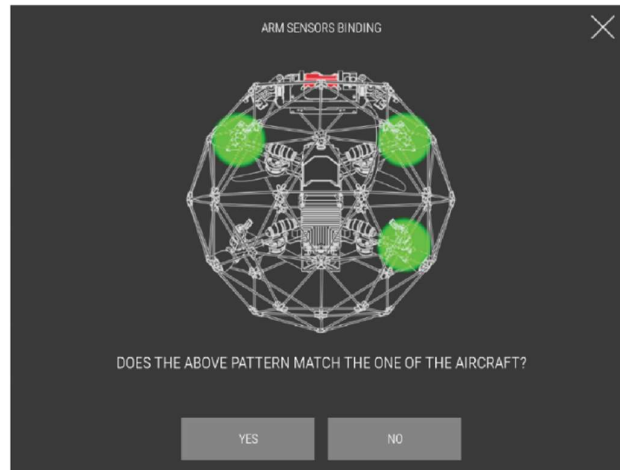 ARM SENSORS BINDING
DOES THE ABOVE PATTERN MATCH THE ONE OF THE AIRCRAFT?
YES
NO